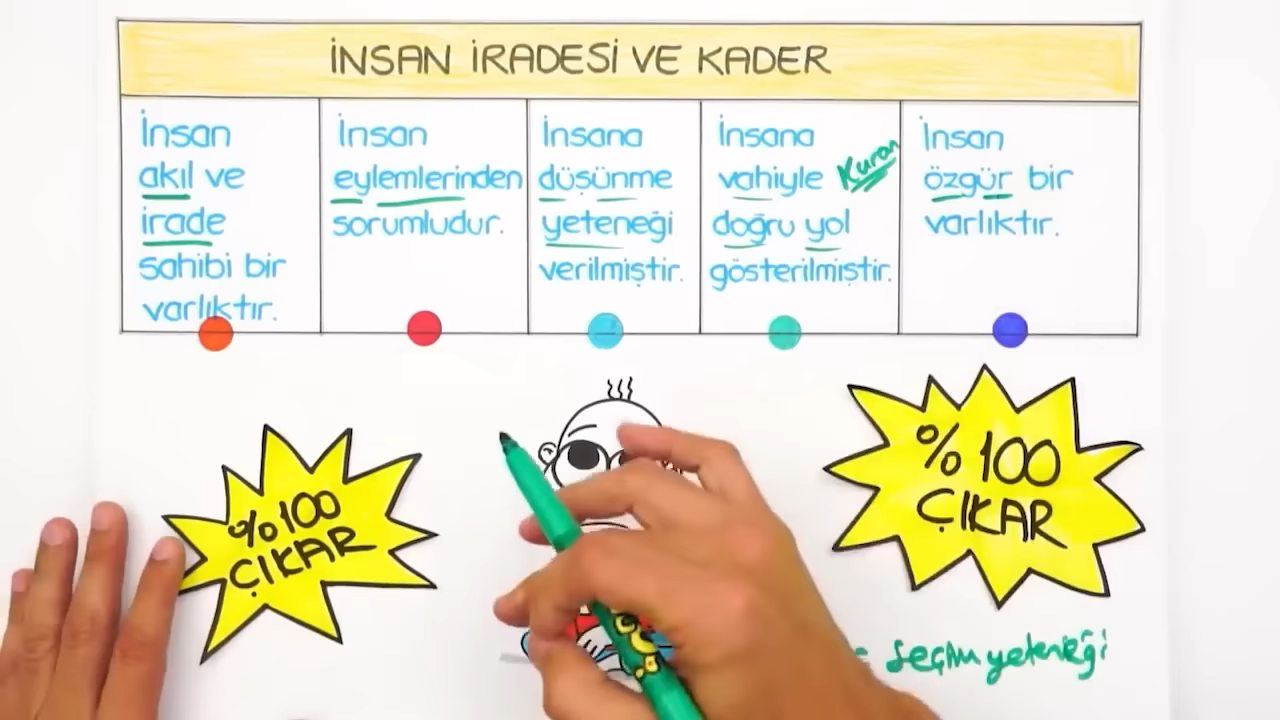 İNSAN İRADESİ VE KADER
İnsan
akıl ve
irade
sahibi bir
varlıktır.
İnsan
eylemlerinden
sorumludur.
İnsana
düşünme
yeteneği
verilmiştir.
İnsana
vahiyle Kuran
doğru yol
gösterilmiştir.
İnsan
özgür bir
varlıktır.
%100
ÇIKAR
%100
ÇIKAR
= seçim yeteneği